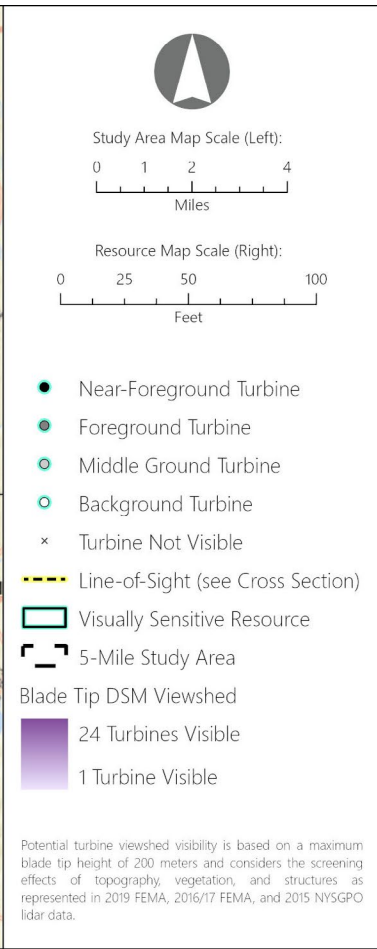 Study Area Map Scale (Left):
0 1 2 4
Miles
Resource Map Scale (Right):
0 25 50 100
Feet
Near-Foreground Turbine
Foreground Turbine
Middle Ground Turbine
Background Turbine
× Turbine Not Visible
Line-of-Sight (see Cross Section)
Visually Sensitive Resource
5-Mile Study Area
Blade Tip DSM Viewshed
24 Turbines Visible
1 Turbine Visible
Potential turbine viewshed visibility is based on a maximum
blade tip height of 200 meters and considers the screening
effects of topography, vegetation, and structures as
represented in 2019 FEMA, 2016/17 FEMA, and 2015 NYSGPO
lidar data.